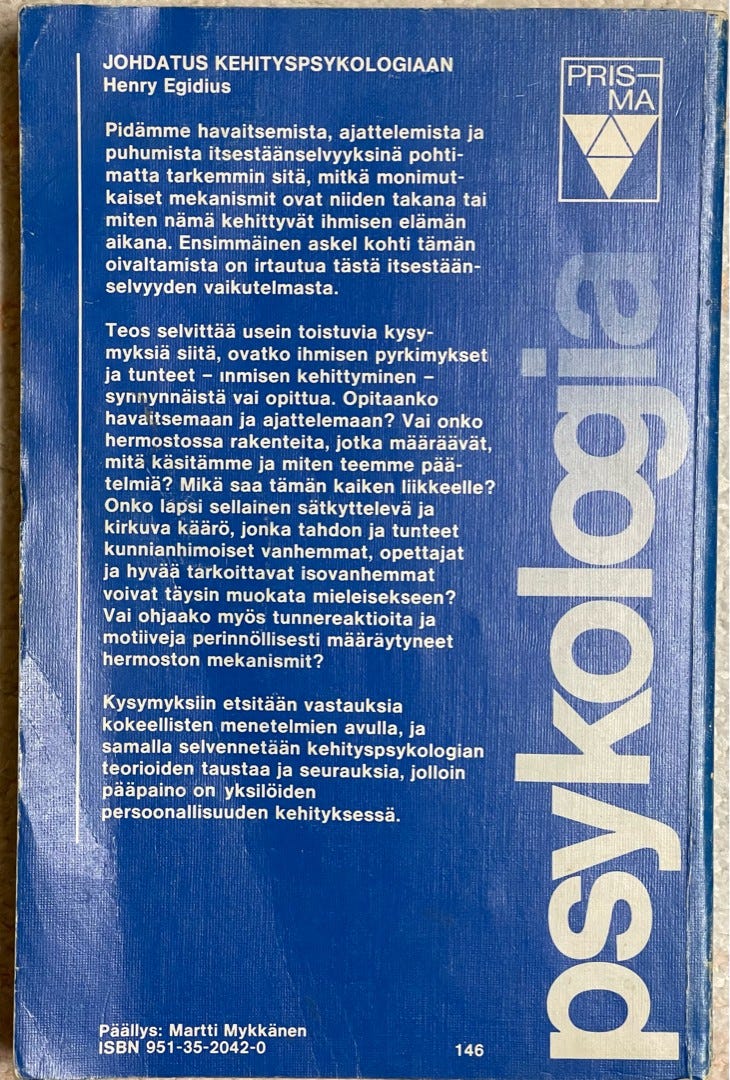 JOHDATUS KEHITYSPSYKOLOGIAAN
Henry Egidius
Pidämme havaitsemista, ajattelemista ja
puhumista itsestäänselvyyksinä pohti-
matta tarkemmin sitä, mitkä monimut-
kaiset mekanismit ovat niiden takana tai
miten nämä kehittyvät ihmisen elämän
aikana. Ensimmäinen askel kohti tämän
oivaltamista on irtautua tästä itsestään-
selvyyden vaikutelmasta.
Teos selvittää usein toistuvia kysy-
myksiä siitä, ovatko ihmisen pyrkimykset
ja tunteet – ınmisen kehittyminen –
synnynnäistä vai opittua. Opitaanko
havaitsemaan ja ajattelemaan? Vai onko
hermostossa rakenteita, jotka määräävät,
mitä käsitämme ja miten teemme pää-
telmiä? Mikä saa tämän kaiken liikkeelle?
Onko lapsi sellainen sätkyttelevä ja
kirkuva käärö, jonka tahdon ja tunteet
kunnianhimoiset vanhemmat, opettajat
ja hyvää tarkoittavat isovanhemmat
voivat täysin muokata mieleisekseen?
Vai ohjaako myös tunnereaktioita ja
motiiveja perinnöllisesti määräytyneet
hermoston mekanismit?
Kysymyksiin etsitään vastauksia
kokeellisten menetelmien avulla, ja
samalla selvennetään kehityspsykologian
teorioiden taustaa ja seurauksia, jolloin
pääpaino on yksilöiden
persoonallisuuden kehityksessä.
Päällys: Martti Mykkänen
ISBN 951-35-2042-0
146
PRIS-
MA
psykologia